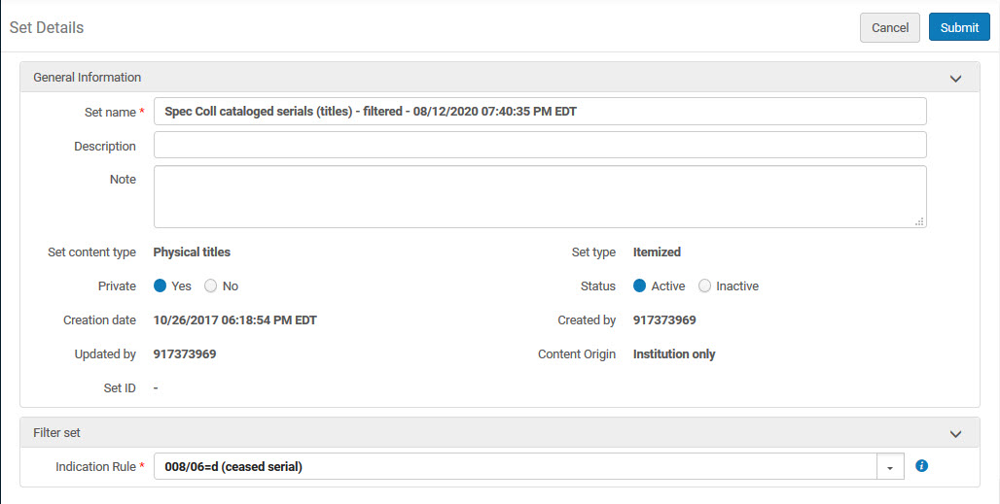 Set Details
Cancel
Submit
General Information
Set name * Spec Coll cataloged serials (titles) - filtered - 08/12/2020 07:40:35 PM EDT
Description
Note
Set content type Physical titles Set type Itemized
Private Yes No Status Active Inactive
Creation date 10/26/2017 06:18:54 PM EDT Created by 917373969
Updated by 917373969 Content Origin Institution only
Set ID -
Filter set
Indication Rule * 008/06=d (ceased serial)